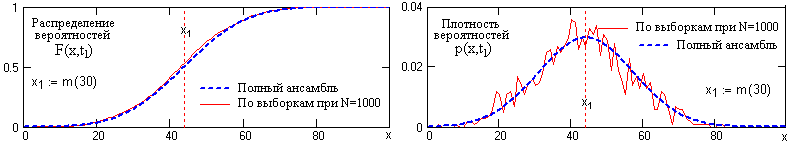 1
0.5
0
Распределение
вероятностей
F(x,t1)
x1 := m(30)
x1
Полный ансамбль
По выборкам при N=1000
0 20 40 60 80 x
0.04
0.02
0
Плотность
вероятностей
p(x,t1)
По выборкам при N=1000
Полный ансамбль
x1
x1 := m(30)
0 20 40 60 80 x